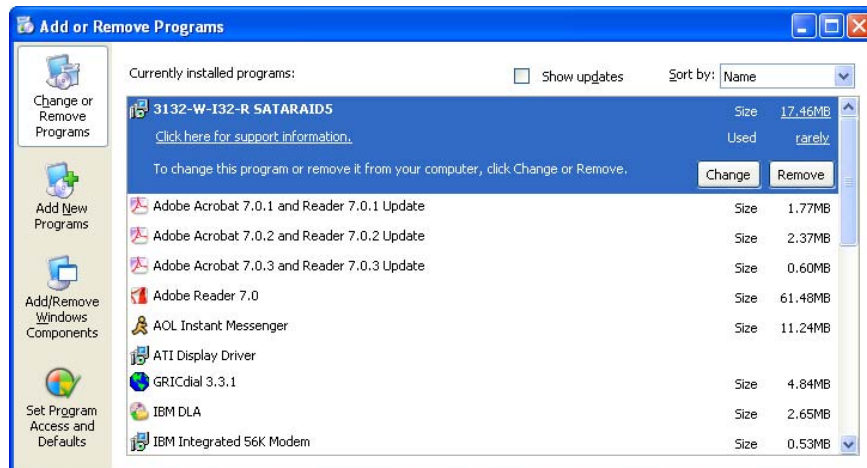 Add or Remove Programs
Change or
Remove
Programs
Add New
Programs
Add/Remove
Windows
Components
Set Program
Access and
Defaults
Currently installed programs: Show updates Sort by: Name
3132-W-I32-R SATARAID5 Size 17.46MB
Click here for support information. Used rarely
To change this program or remove it from your computer, click Change or Remove. Change Remove
Adobe Acrobat 7.0.1 and Reader 7.0.1 Update Size 1.77MB
Adobe Acrobat 7.0.2 and Reader 7.0.2 Update Size 2.37MB
Adobe Acrobat 7.0.3 and Reader 7.0.3 Update Size 0.60MB
Adobe Reader 7.0 Size 61.48MB
AOL Instant Messenger Size 11.24MB
ATI Display Driver
GRICdial 3.3.1 Size 4.84MB
IBM DLA Size 2.65MB
IBM Integrated 56K Modem Size 0.53MB